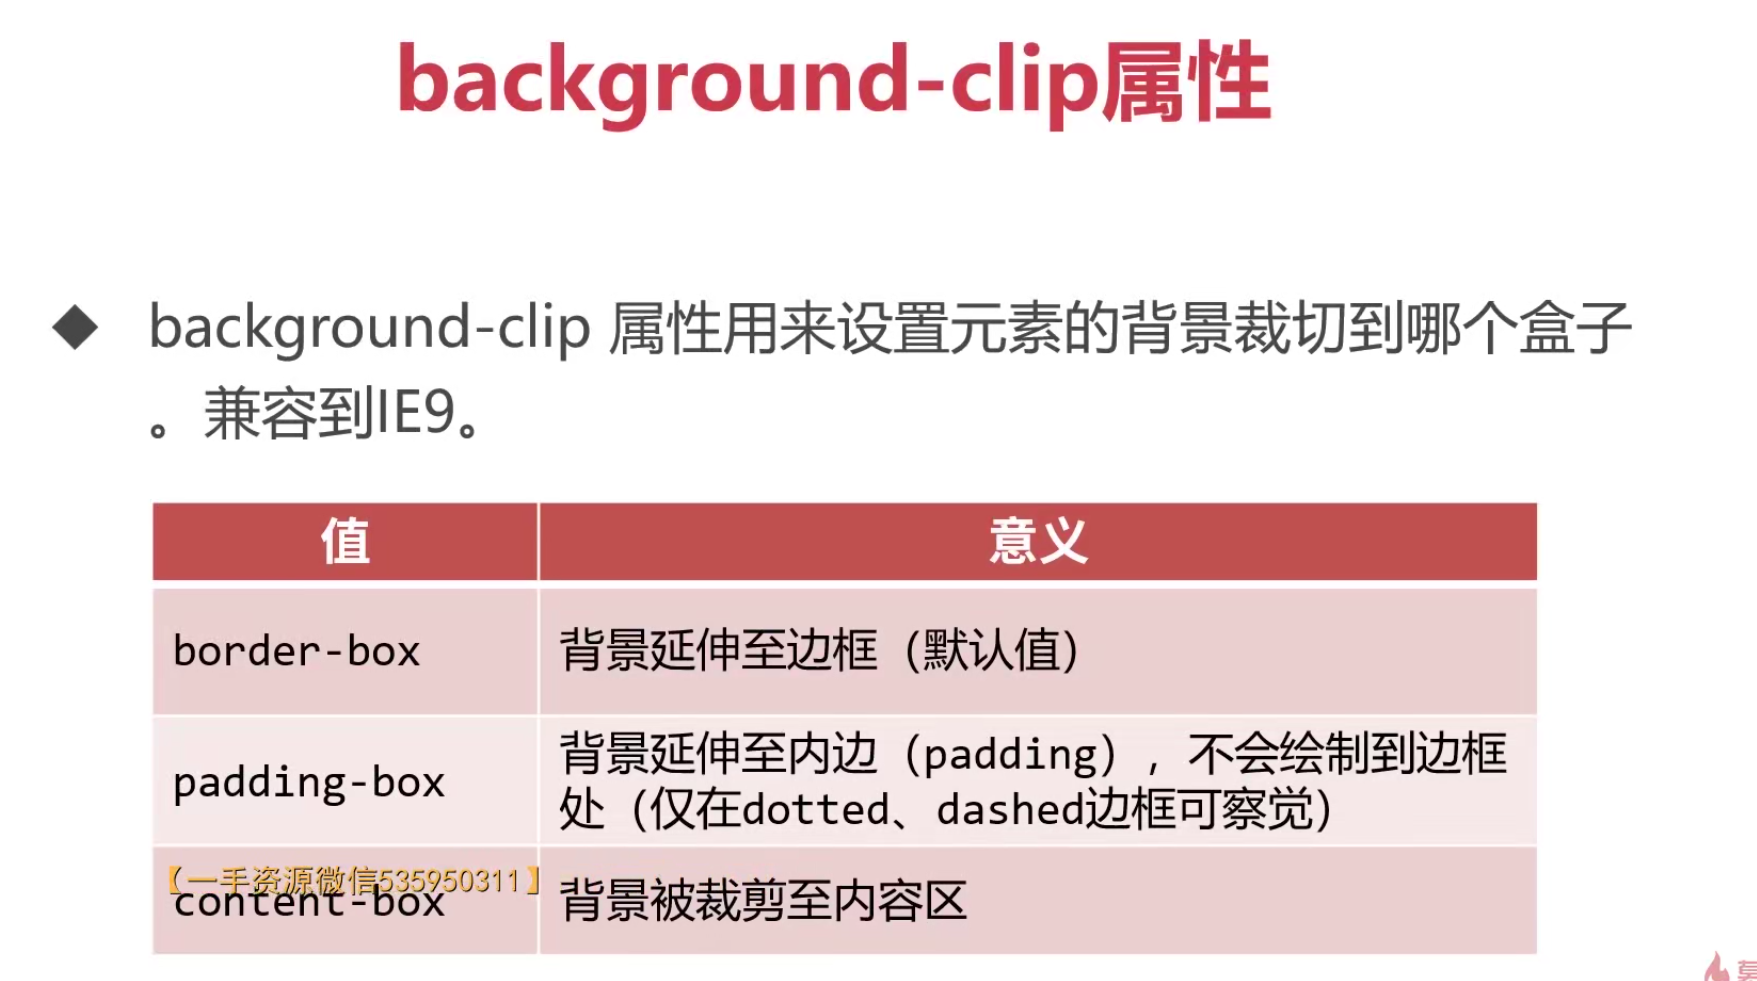 background-clip属性
◆ background-clip 属性用来设置元素的背景裁切到哪个盒子
。兼容到IE9。
值 意义
border-box 背景延伸至边框（默认值）
padding-box 背景延伸至内边（padding），不会绘制到边框
处（仅在dotted、dashed边框可察觉）
【一手资源微信535950311】
content-box 背景被裁剪至内容区